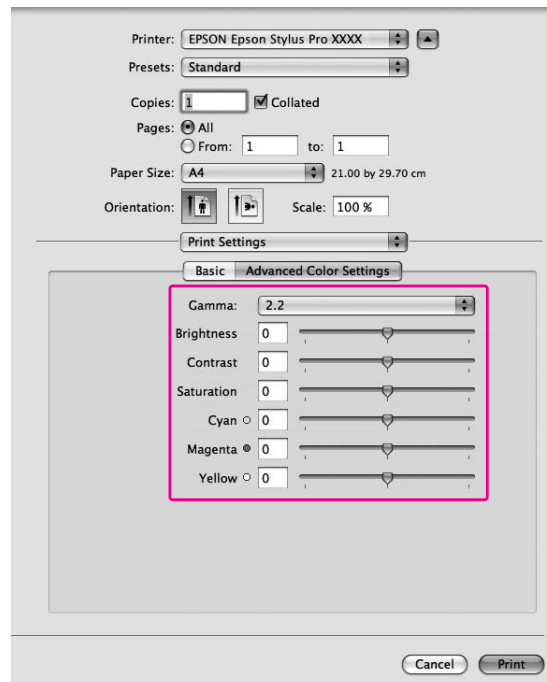 Printer: EPSON Epson Stylus Pro XXXX
Presets: Standard
Copies: 1 Collated
Pages: All
From: 1 to: 1
Paper Size: A4 21.00 by 29.70 cm
Orientation: Scale: 100 %
Print Settings
Basic Advanced Color Settings
Gamma: 2.2
Brightness 0
Contrast 0
Saturation 0
Cyan 0
Magenta 0
Yellow 0
Cancel Print